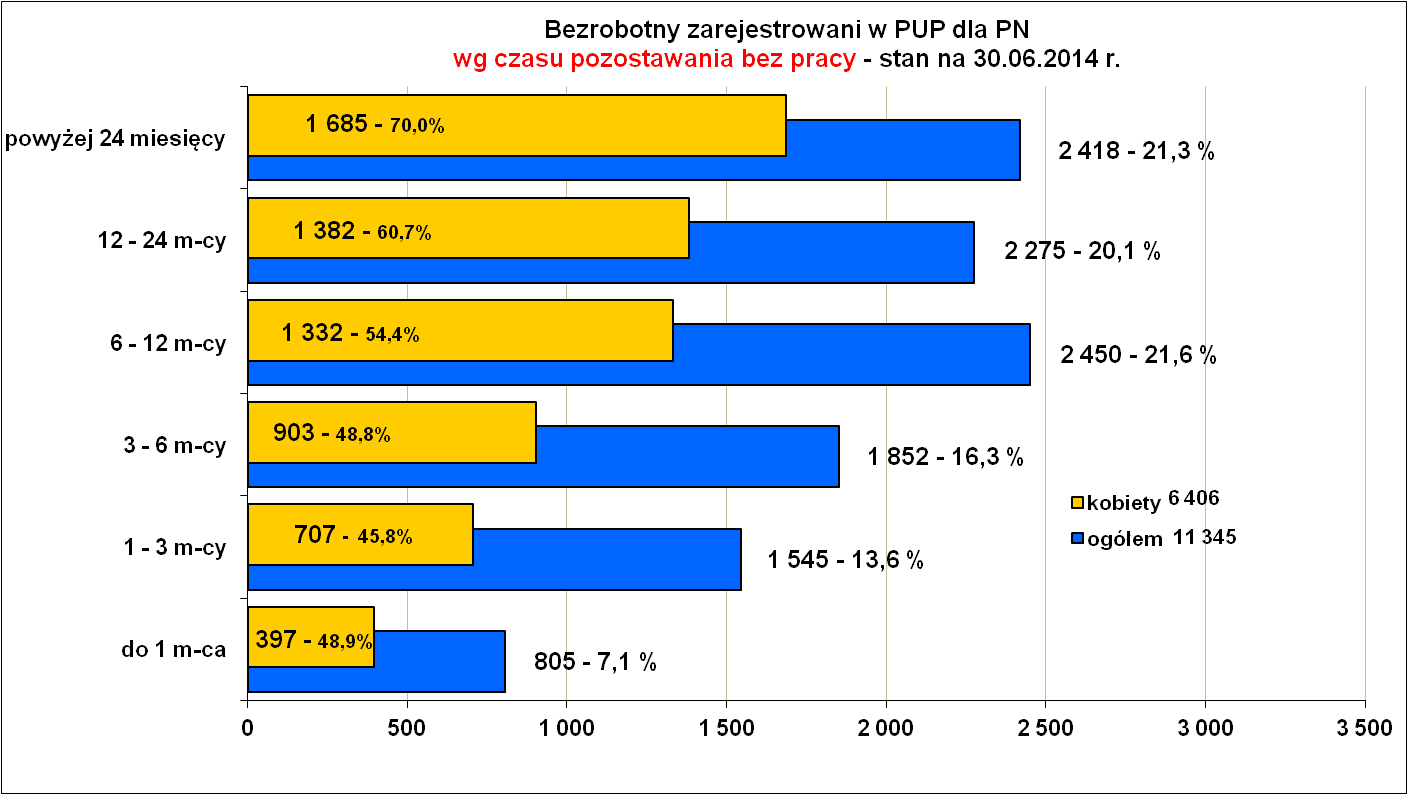 Bezrobotny zarejestrowani w PUP dla PN
wg czasu pozostawania bez pracy - stan na 30.06.2014 r.
powyżej 24 miesięcy
1 685 - 70,0%
2 418 - 21,3 %
12 - 24 m-cy
1 382 - 60,7%
2 275 - 20,1 %
6 - 12 m-cy
1 332 - 54,4%
2 450 - 21,6 %
3 - 6 m-cy
903 - 48,8%
1 852 - 16,3 %
kobiety 6 406
ogółem 11 345
1 - 3 m-cy
707 - 45,8%
1 545 - 13,6 %
do 1 m-ca
397 - 48,9%
805 - 7,1 %
0 500 1 000 1 500 2 000 2 500 3 000 3 500